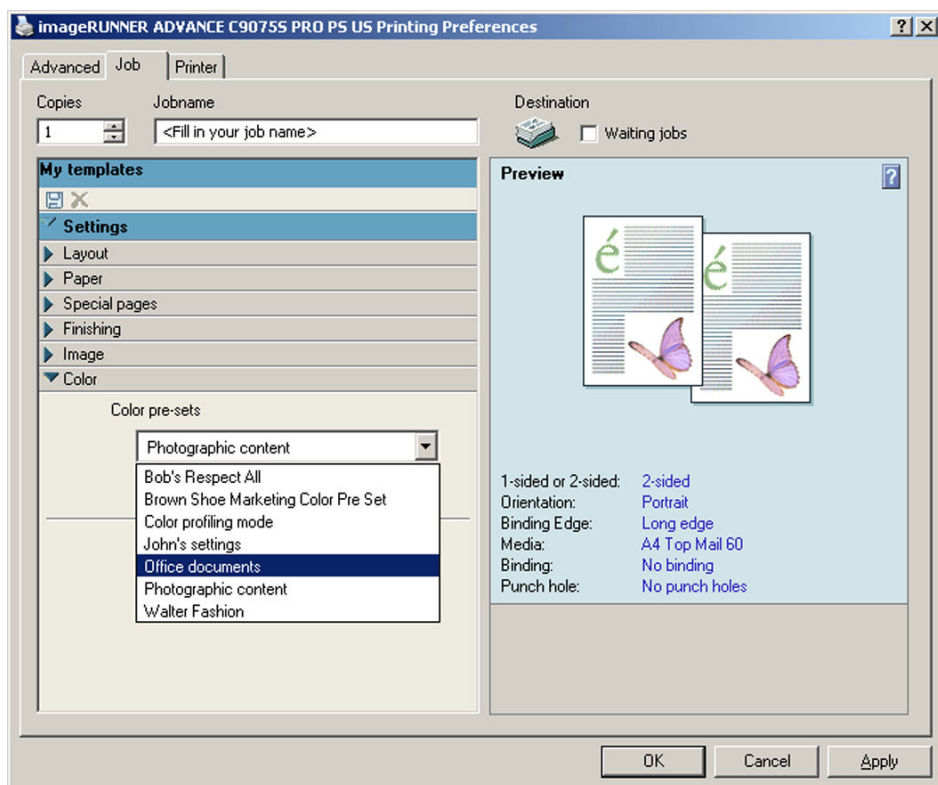 imageRUNNER ADVANCE C9075S PRO PS US Printing Preferences
Advanced Job Printer
Copies Jobname Destination
1 <Fill in your job name> Waiting jobs
My templates
Preview
Settings
Layout
Paper
Special pages
Finishing
Image
Color
Color pre-sets
Photographic content
Bob's Respect All
Brown Shoe Marketing Color Pre Set
Color profiling mode
John's settings
Office documents
Photographic content
Walter Fashion
é
é
1-sided or 2-sided: 2-sided
Orientation: Portrait
Binding Edge: Long edge
Media: A4 Top Mail 60
Binding: No binding
Punch hole: No punch holes
OK Cancel Apply